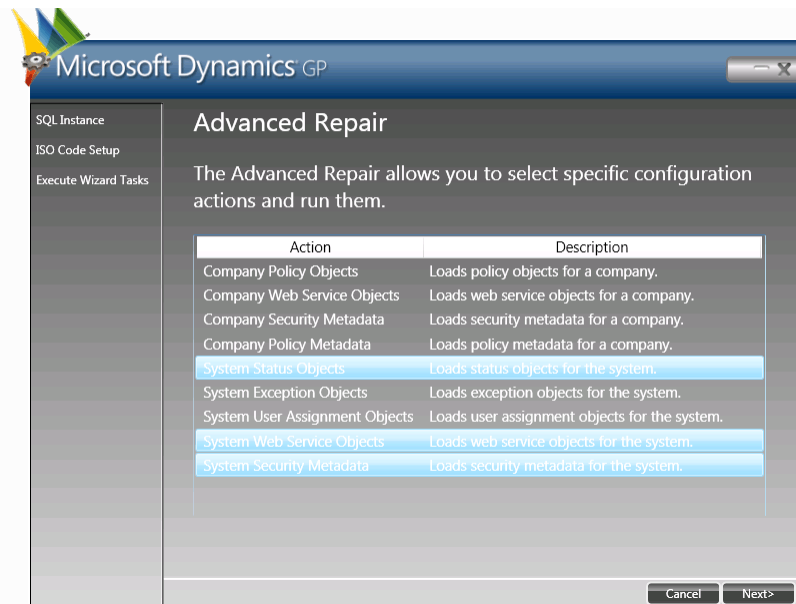 Microsoft Dynamics GP
SQL Instance
ISO Code Setup
Execute Wizard Tasks
Advanced Repair
The Advanced Repair allows you to select specific configuration
actions and run them.
Action Description
Company Policy Objects Loads policy objects for a company.
Company Web Service Objects Loads web service objects for a company.
Company Security Metadata Loads security metadata for a company.
Company Policy Metadata Loads policy metadata for a company.
System Status Objects Loads status objects for the system.
System Exception Objects Loads exception objects for the system.
System User Assignment Objects Loads user assignment objects for the system.
System Web Service Objects Loads web service objects for the system.
System Security Metadata Loads security metadata for the system.
Cancel Next>